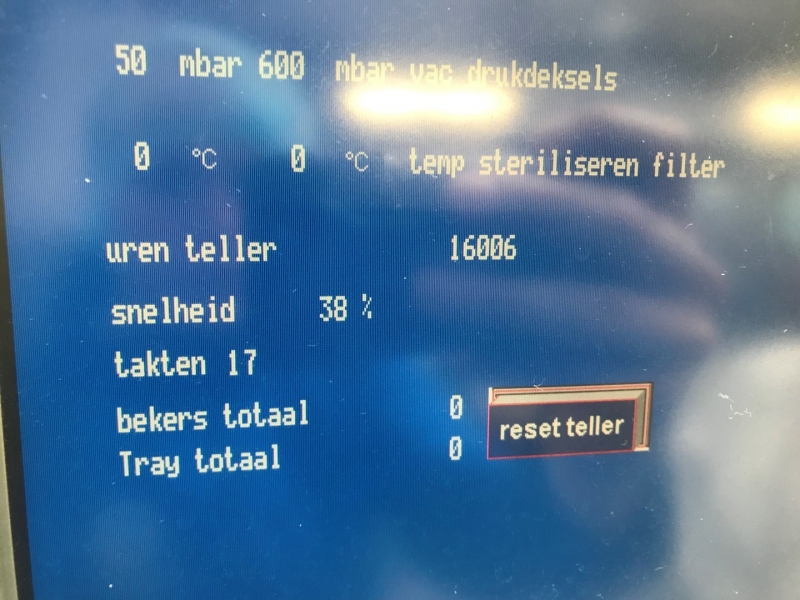 50 mbar 600 mbar vac drukdeksels
0 °C 0 °C temp steriliseren filter
uren teller 16006
snelheid 38 %
takten 17
bekers totaal 0
reset teller
Tray totaal 0